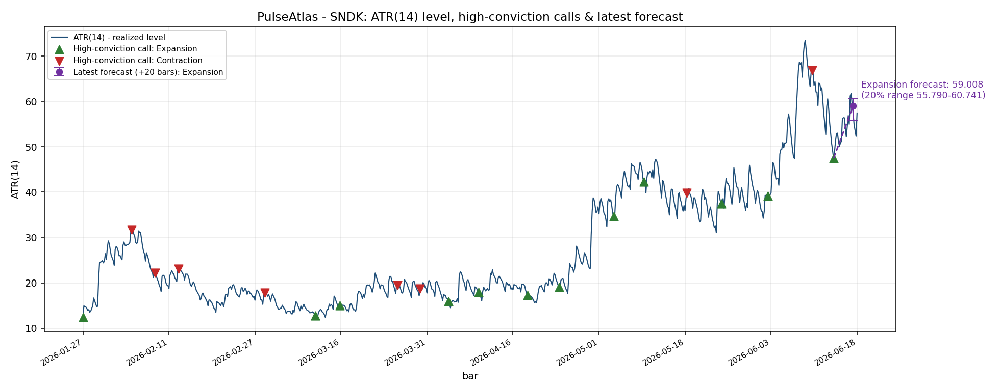 PulseAtlas - SNDK: ATR(14) level, high-conviction calls & latest forecast
ATR(14) - realized level
High-conviction call: Expansion
High-conviction call: Contraction
Latest forecast (+20 bars): Expansion
Expansion forecast: 59.008
(20% range 55.790-60.741)
ATR(14)
70
60
50
40
30
20
10
2026-01-27
2026-02-11
2026-02-27
2026-03-16
2026-03-31
2026-04-16
2026-05-01
2026-05-18
2026-06-03
2026-06-18
bar